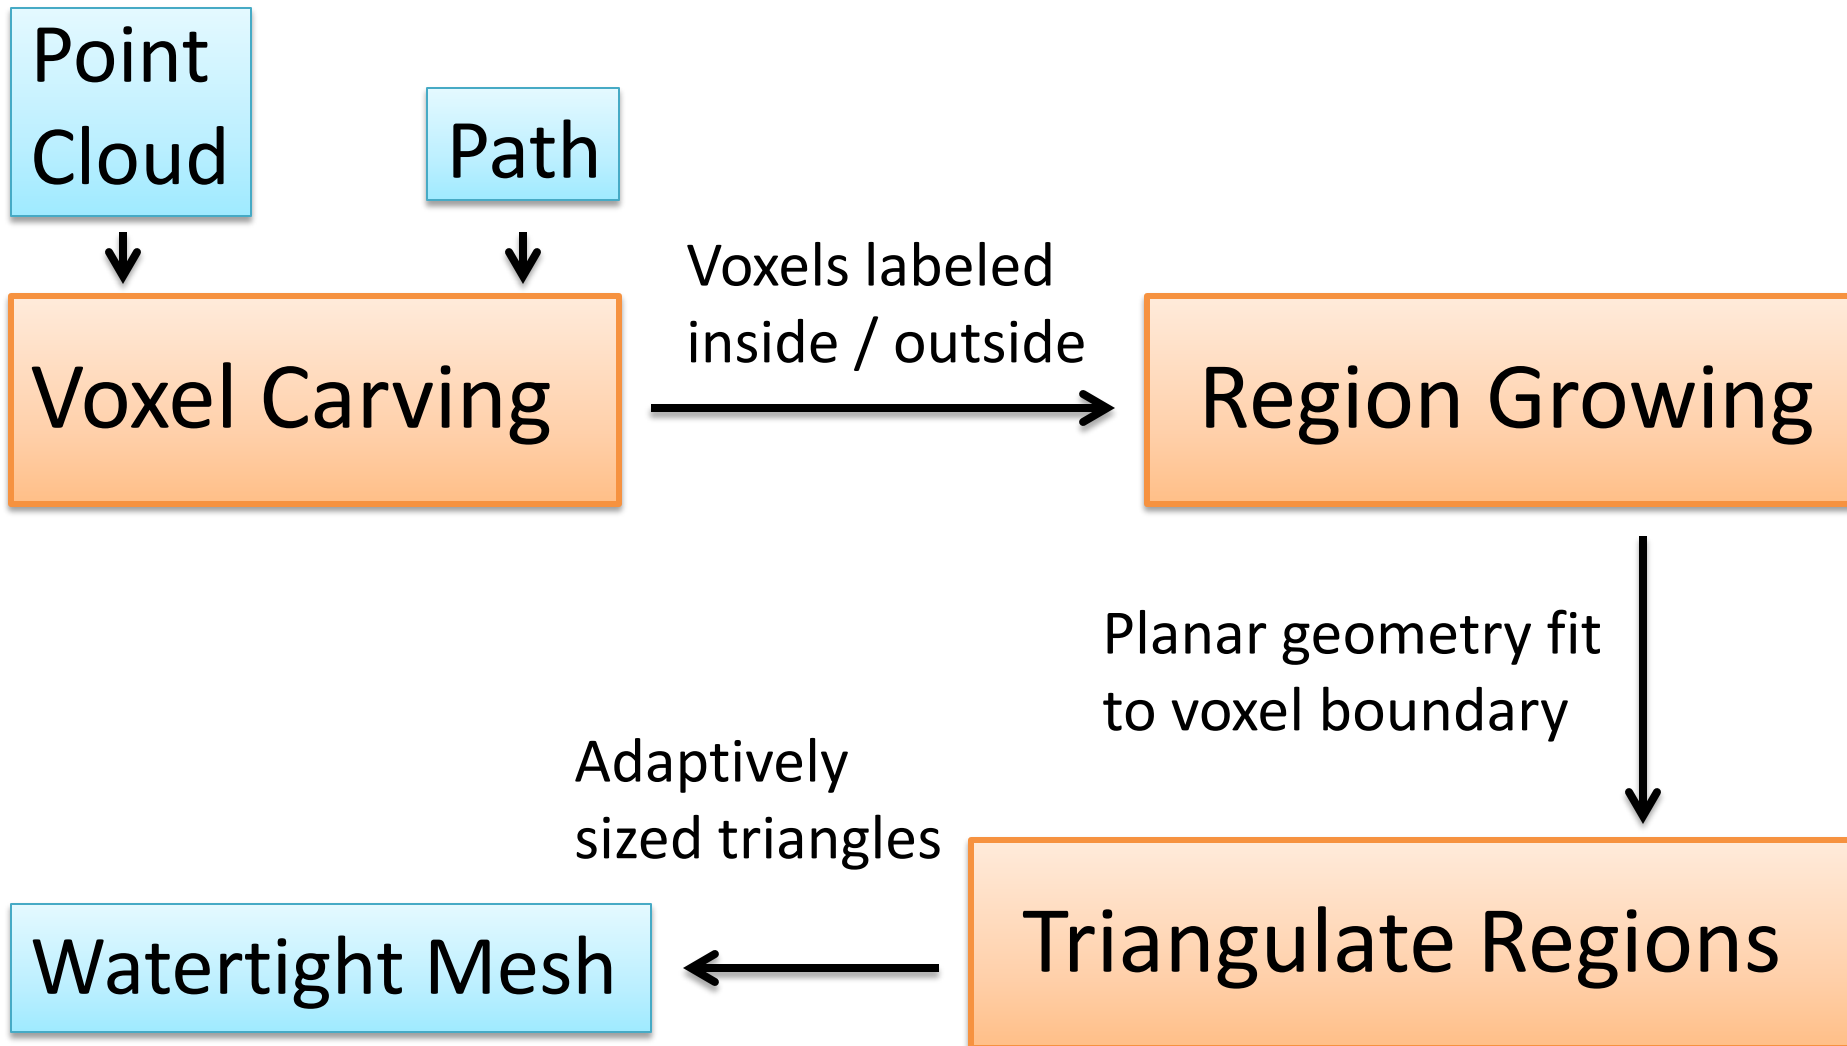 Point
Cloud
Path
Voxels labeled
inside / outside
Voxel Carving
Region Growing
Planar geometry fit
to voxel boundary
Adaptively
sized triangles
Triangulate Regions
Watertight Mesh